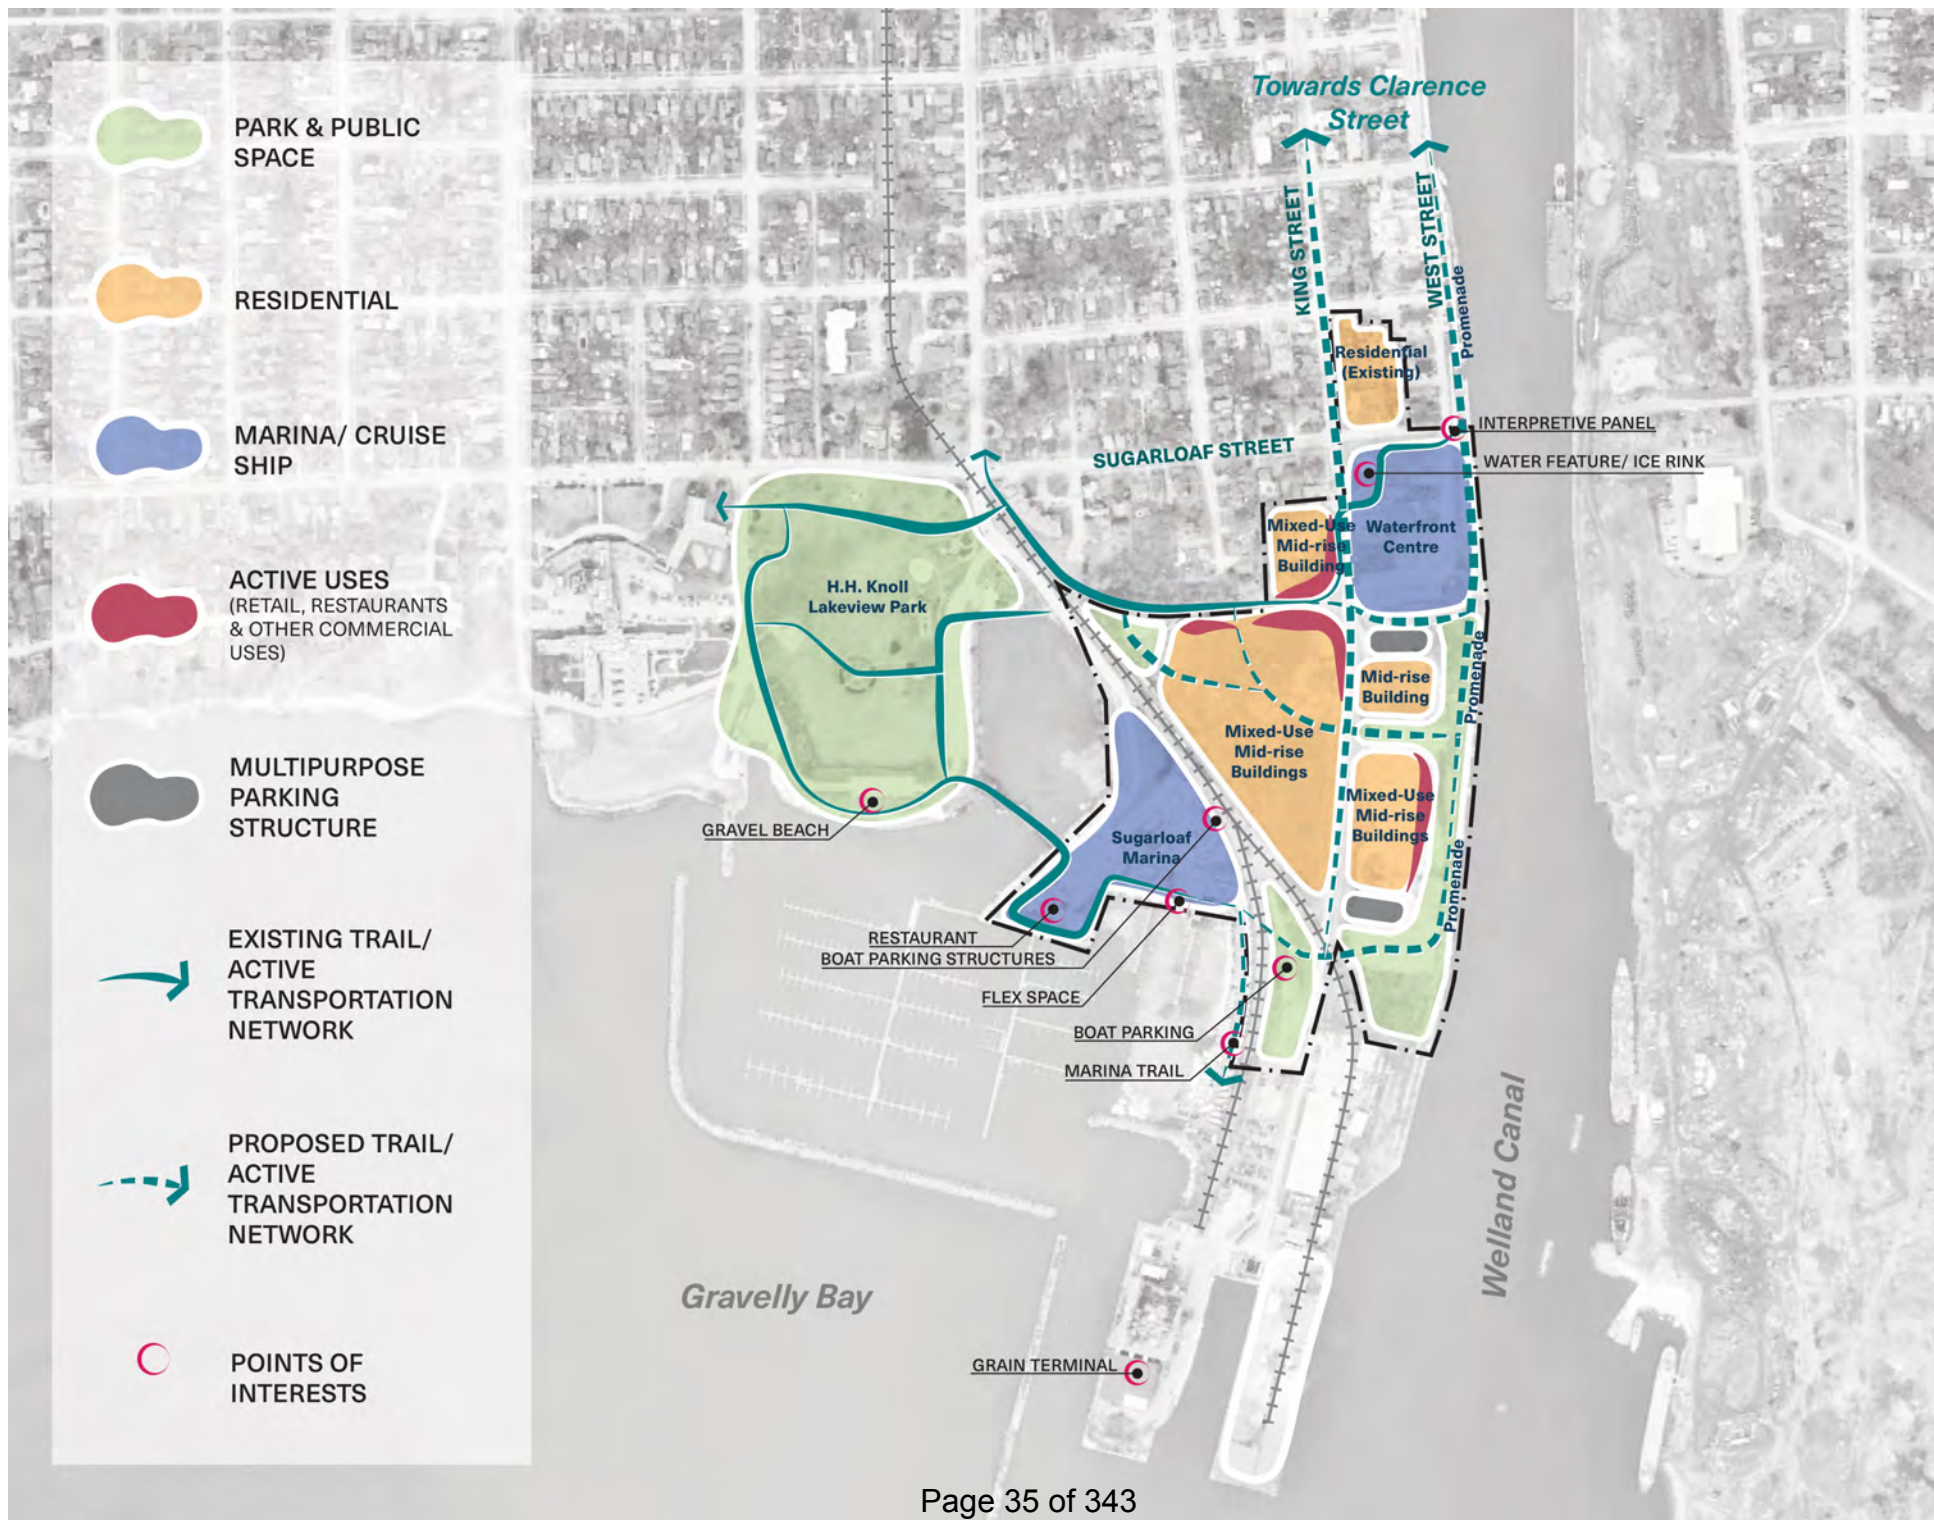 PARK & PUBLIC
SPACE
RESIDENTIAL
MARINA/ CRUISE
SHIP
ACTIVE USES
(RETAIL, RESTAURANTS
& OTHER COMMERCIAL
USES)
MULTIPURPOSE
PARKING
STRUCTURE
EXISTING TRAIL/
ACTIVE
TRANSPORTATION
NETWORK
PROPOSED TRAIL/
ACTIVE
TRANSPORTATION
NETWORK
POINTS OF
INTERESTS
Towards Clarence
Street
KING STREET
WEST STREET
Promenade
Residential
(Existing)
INTERPRETIVE PANEL
SUGARLOAF STREET
WATER FEATURE/ ICE RINK
Mixed-Use
Mid-rise
Building
Waterfront
Centre
H.H. Knoll
Lakeview Park
Promenade
Mid-rise
Building
Mixed-Use
Mid-rise
Buildings
Mixed-Use
Mid-rise
Buildings
GRAVEL BEACH
Sugarloaf
Marina
Promenade
RESTAURANT
BOAT PARKING STRUCTURES
FLEX SPACE
BOAT PARKING
MARINA TRAIL
Welland Canal
Gravelly Bay
GRAIN TERMINAL
Page 35 of 343